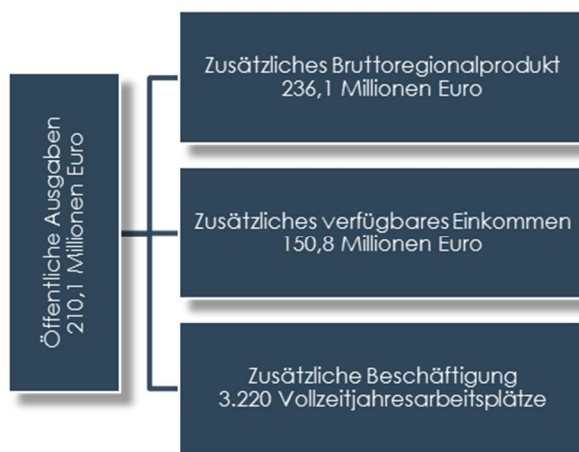 Öffentliche Ausgaben
210,1 Millionen Euro
Zusätzliches Bruttoregionalprodukt
236,1 Millionen Euro
Zusätzliches verfügbares Einkommen
150,8 Millionen Euro
Zusätzliche Beschäftigung
3.220 Vollzeitjahresarbeitsplätze